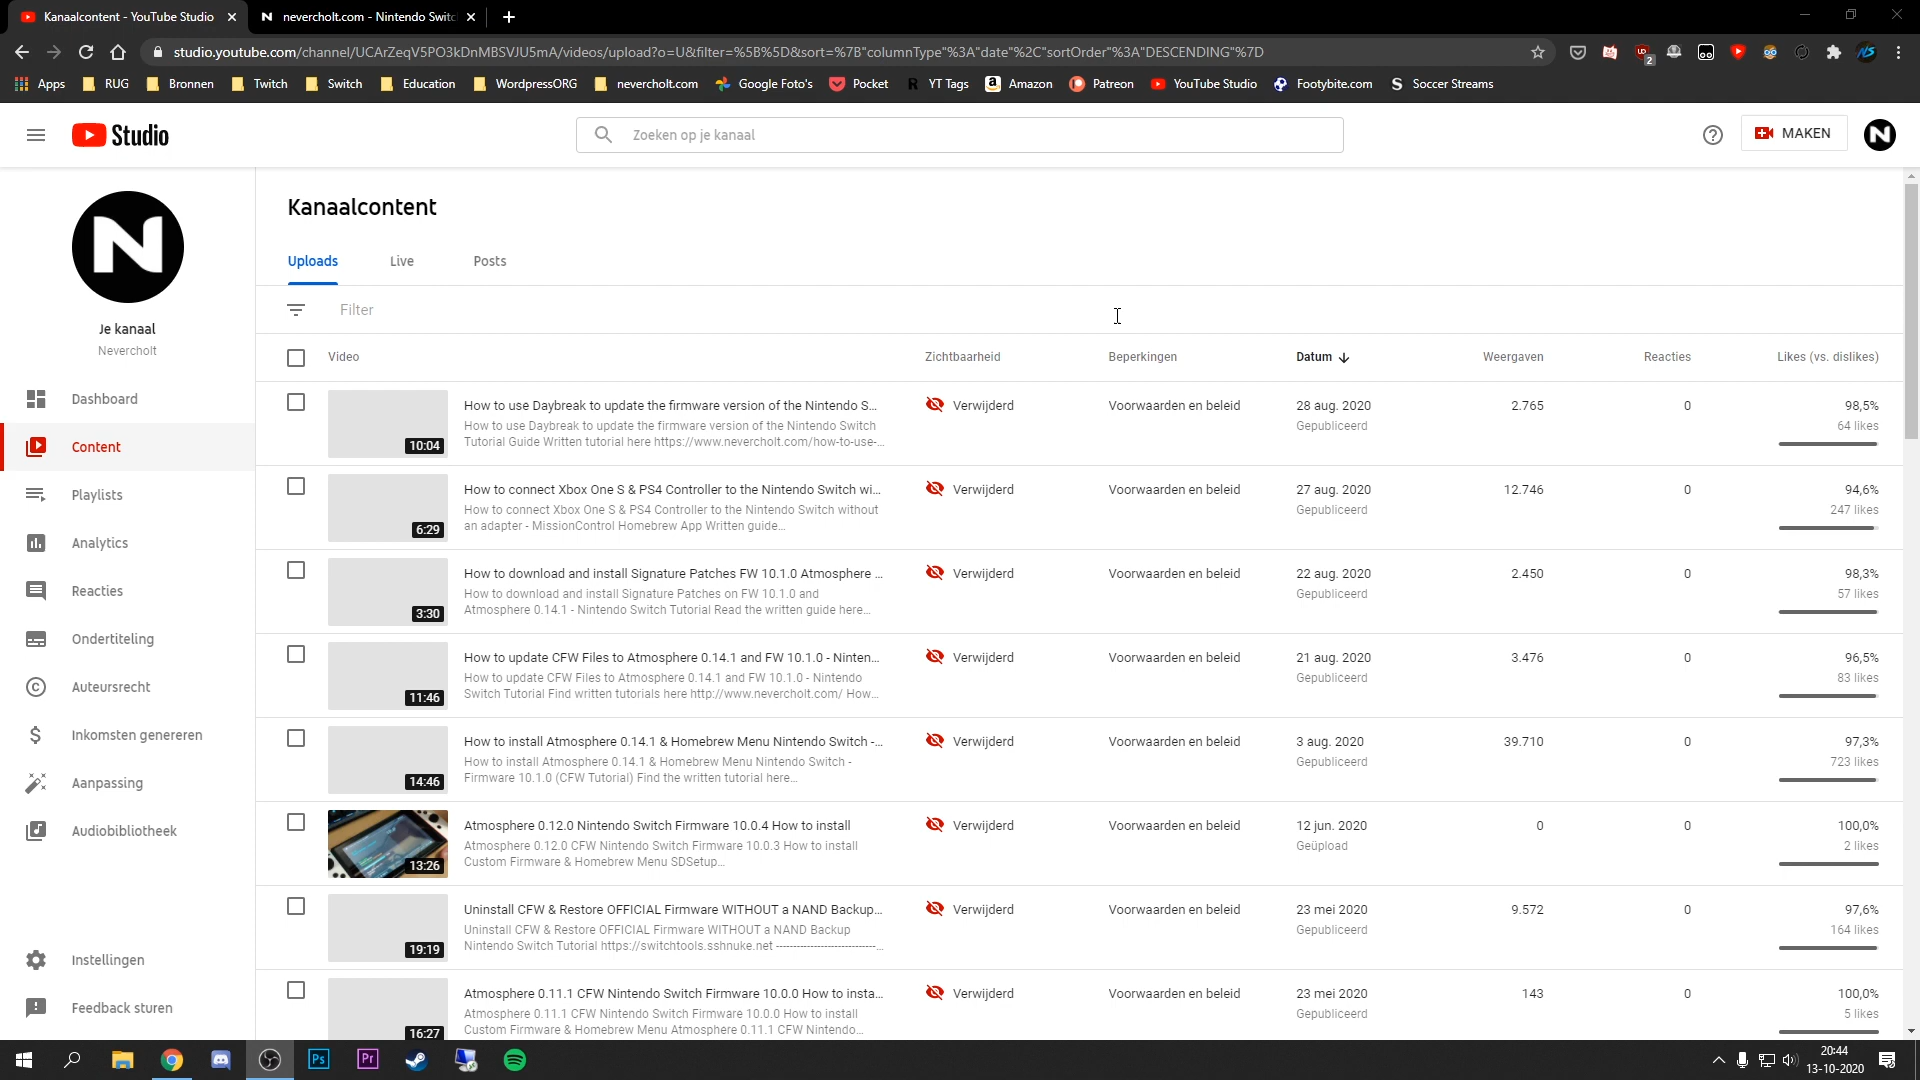 Kanaalcontent - YouTube Studio
nevercholt.com - Nintendo Switc
studio.youtube.com/channel/UCArZeqV5PO3kDnMBSVJU5mA/videos/upload?o=U&filter=%5B%5D&sort=%7B"columnType"%3A"date"%2C"sortOrder"%3A"DESCENDING"%7D
2
Apps RUG Bronnen Twitch Switch Education WordpressORG nevercholt.com Google Foto's Pocket YT Tags Amazon Patreon YouTube Studio Footybite.com Soccer Streams
Studio
Zoeken op je kanaal
MAKEN
N
N
Je kanaal
Nevercholt
Dashboard
Content
Playlists
Analytics
Reacties
Ondertiteling
Auteursrecht
Inkomsten genereren
Aanpassing
Audiobibliotheek
Instellingen
Feedback sturen
Kanaalcontent
Uploads Live Posts
Filter
Video Zichtbaarheid Beperkingen Datum Weergaven Reacties Likes (vs. dislikes)
How to use Daybreak to update the firmware version of the Nintendo S... Verwijderd Voorwaarden en beleid 28 aug. 2020 2.765 0 98,5%
How to use Daybreak to update the firmware version of the Nintendo Switch Gepubliceerd 64 likes
Tutorial Guide Written tutorial here https://www.nevercholt.com/how-to-use-...
10:04
How to connect Xbox One S & PS4 Controller to the Nintendo Switch wi... Verwijderd Voorwaarden en beleid 27 aug. 2020 12.746 0 94,6%
How to connect Xbox One S & PS4 Controller to the Nintendo Switch without Gepubliceerd 247 likes
an adapter - MissionControl Homebrew App Written guide...
6:29
How to download and install Signature Patches FW 10.1.0 Atmosphere ... Verwijderd Voorwaarden en beleid 22 aug. 2020 2.450 0 98,3%
How to download and install Signature Patches on FW 10.1.0 and Gepubliceerd 57 likes
Atmosphere 0.14.1 - Nintendo Switch Tutorial Read the written guide here...
3:30
How to update CFW Files to Atmosphere 0.14.1 and FW 10.1.0 - Ninten... Verwijderd Voorwaarden en beleid 21 aug. 2020 3.476 0 96,5%
How to update CFW Files to Atmosphere 0.14.1 and FW 10.1.0 - Nintendo Gepubliceerd 83 likes
Switch Tutorial Find written tutorials here http://www.nevercholt.com/ How...
11:46
How to install Atmosphere 0.14.1 & Homebrew Menu Nintendo Switch -... Verwijderd Voorwaarden en beleid 3 aug. 2020 39.710 0 97,3%
How to install Atmosphere 0.14.1 & Homebrew Menu Nintendo Switch - Gepubliceerd 723 likes
Firmware 10.1.0 (CFW Tutorial) Find the written tutorial here...
14:46
Atmosphere 0.12.0 Nintendo Switch Firmware 10.0.4 How to install Verwijderd Voorwaarden en beleid 12 jun. 2020 0 0 100,0%
Atmosphere 0.12.0 CFW Nintendo Switch Firmware 10.0.3 How to install Geüpload 2 likes
Custom Firmware & Homebrew Menu SDSetup...
13:26
Uninstall CFW & Restore OFFICIAL Firmware WITHOUT a NAND Backup... Verwijderd Voorwaarden en beleid 23 mei 2020 9.572 0 97,6%
Uninstall CFW & Restore OFFICIAL Firmware WITHOUT a NAND Backup Gepubliceerd 164 likes
Nintendo Switch Tutorial https://switchtools.sshnuke.net ----------------------------...
19:19
Atmosphere 0.11.1 CFW Nintendo Switch Firmware 10.0.0 How to insta... Verwijderd Voorwaarden en beleid 23 mei 2020 143 0 100,0%
Atmosphere 0.11.1 CFW Nintendo Switch Firmware 10.0.0 How to install Gepubliceerd 5 likes
Custom Firmware & Homebrew Menu Atmosphere 0.11.1 CFW Nintendo...
16:27
Ps Pr
20:44
13-10-2020